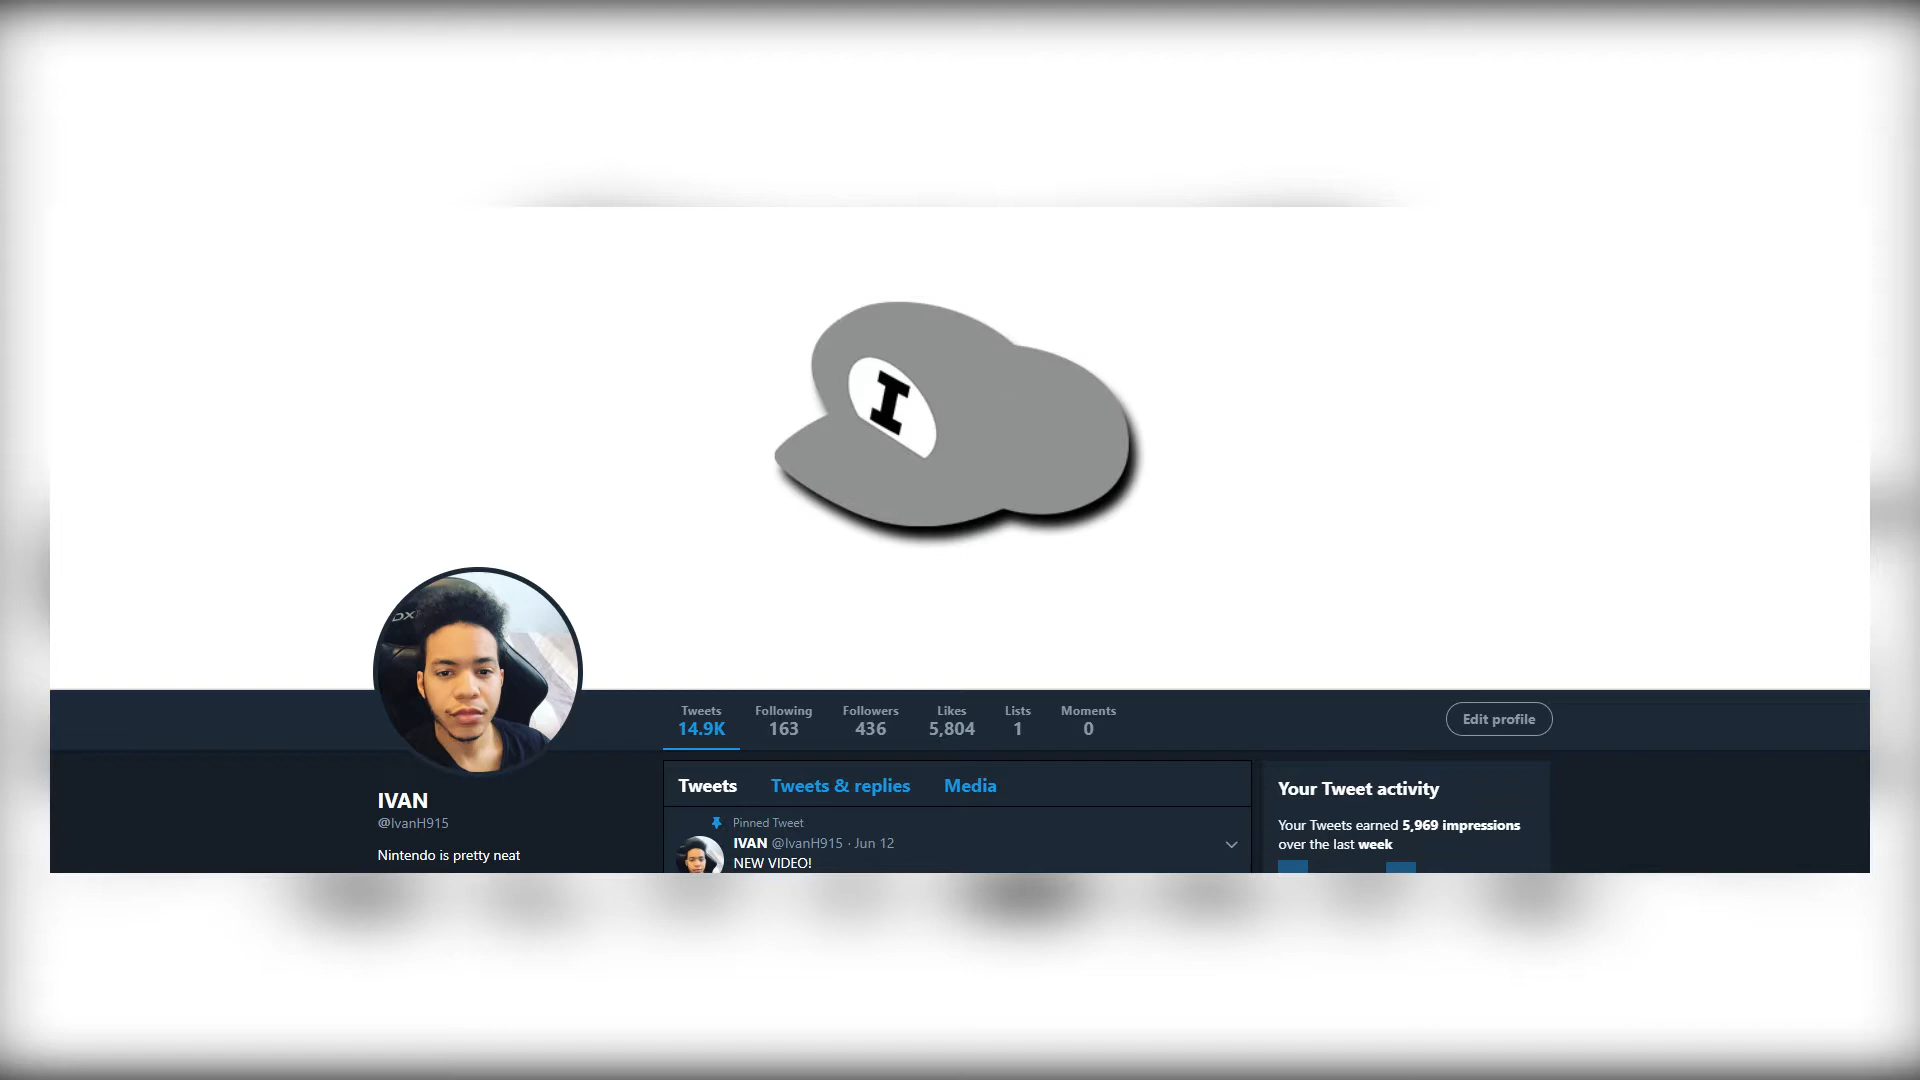 I
DX
Tweets Following Followers Likes Lists Moments
14.9K 163 436 5,804 1 0
Edit profile
IVAN
@IvanH915
Nintendo is pretty neat
Tweets Tweets & replies Media
Pinned Tweet
IVAN @IvanH915 · Jun 12
NEW VIDEO!
Your Tweet activity
Your Tweets earned 5,969 impressions
over the last week